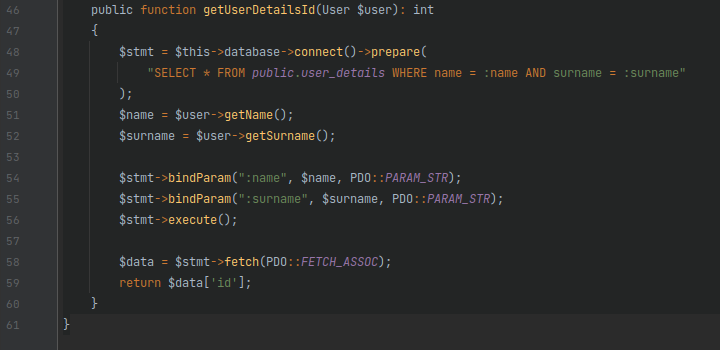 46 public function getUserDetailsId(User $user): int
47 {
48 $stmt = $this->database->connect()->prepare(
49 "SELECT * FROM public.user_details WHERE name = :name AND surname = :surname"
50 );
51 $name = $user->getName();
52 $surname = $user->getSurname();
53
54 $stmt->bindParam(":name", $name, PDO::PARAM_STR);
55 $stmt->bindParam(":surname", $surname, PDO::PARAM_STR);
56 $stmt->execute();
57
58 $data = $stmt->fetch(PDO::FETCH_ASSOC);
59 return $data['id'];
60 }
61 }